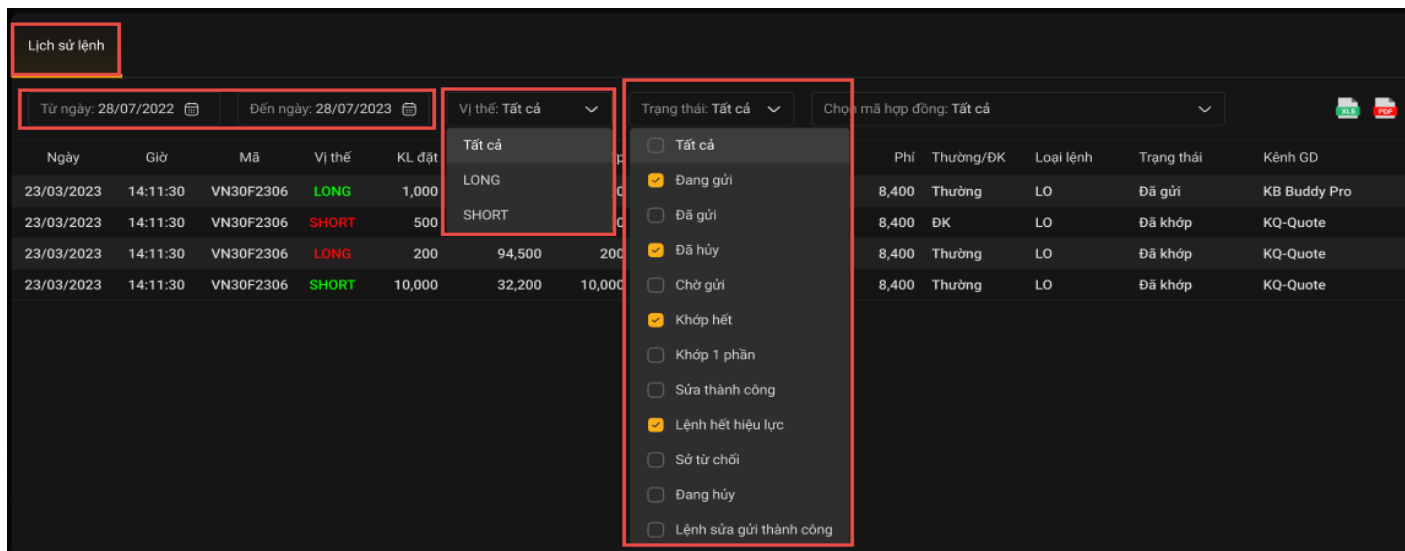 Lịch sử lệnh
Từ ngày: 28/07/2022 Đến ngày: 28/07/2023 Vị thế: Tất cả Trạng thái: Tất cả Chọn mã hợp đồng: Tất cả XLS PDF
Tất cả
LONG
SHORT
Tất cả
Đang gửi
Đã gửi
Đã hủy
Chờ gửi
Khớp hết
Khớp 1 phần
Sửa thành công
Lệnh hết hiệu lực
Sở từ chối
Đang hủy
Lệnh sửa gửi thành công
Ngày Giờ Mã Vị thế KL đặt Phí Thường/ĐK Loại lệnh Trạng thái Kênh GD
23/03/2023 14:11:30 VN30F2306 LONG 1,000 8,400 Thường LO Đã gửi KB Buddy Pro
23/03/2023 14:11:30 VN30F2306 SHORT 500 8,400 ĐK LO Đã khớp KQ-Quote
23/03/2023 14:11:30 VN30F2306 LONG 200 94,500 200 8,400 Thường LO Đã khớp KQ-Quote
23/03/2023 14:11:30 VN30F2306 SHORT 10,000 32,200 10,000 8,400 Thường LO Đã khớp KQ-Quote